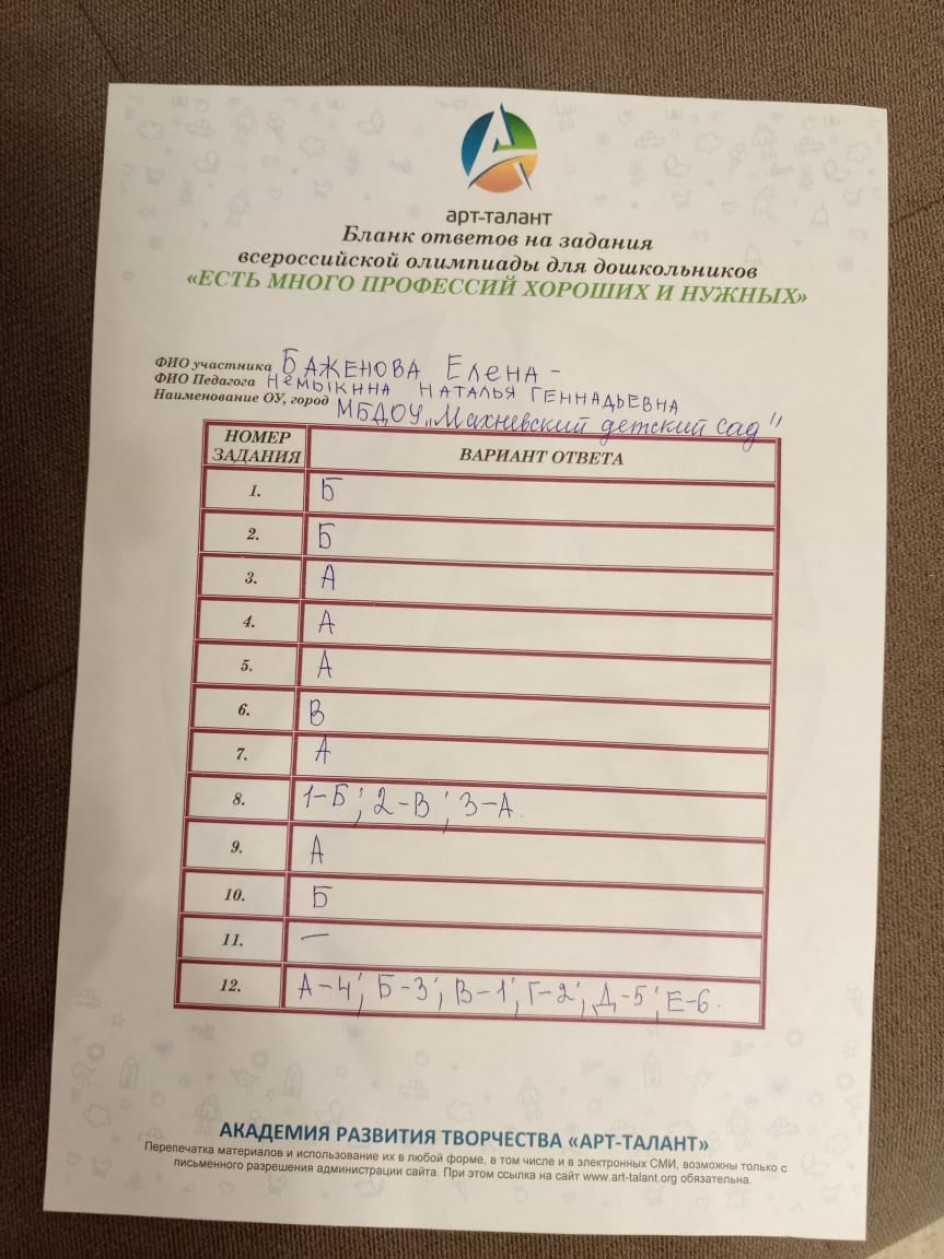 арт-талант
Бланк ответов на задания
всероссийской олимпиады для дошкольников
«ЕСТЬ МНОГО ПРОФЕССИЙ ХОРОШИХ И НУЖНЫХ»
ФИО участника БАЖЕНОВА ЕЛЕНА –
ФИО Педагога НЕМЫКИНА НАТАЛЬЯ ГЕННАДЬЕВНА
Наименование ОУ, город МБДОУ „Махневский детский сад"
НОМЕР ЗАДАНИЯ ВАРИАНТ ОТВЕТА
1. Б
2. Б
3. А
4. А
5. А
6. В
7. А
8. 1–Б; 2–В; 3–А.
9. А
10. Б
11. —
12. А–4; Б–3; В–1; Г–2; Д–5; Е–6.
АКАДЕМИЯ РАЗВИТИЯ ТВОРЧЕСТВА «АРТ-ТАЛАНТ»
Перепечатка материалов и использование их в любой форме, в том числе и в электронных СМИ, возможны только с
письменного разрешения администрации сайта. При этом ссылка на сайт www.art-talant.org обязательна.